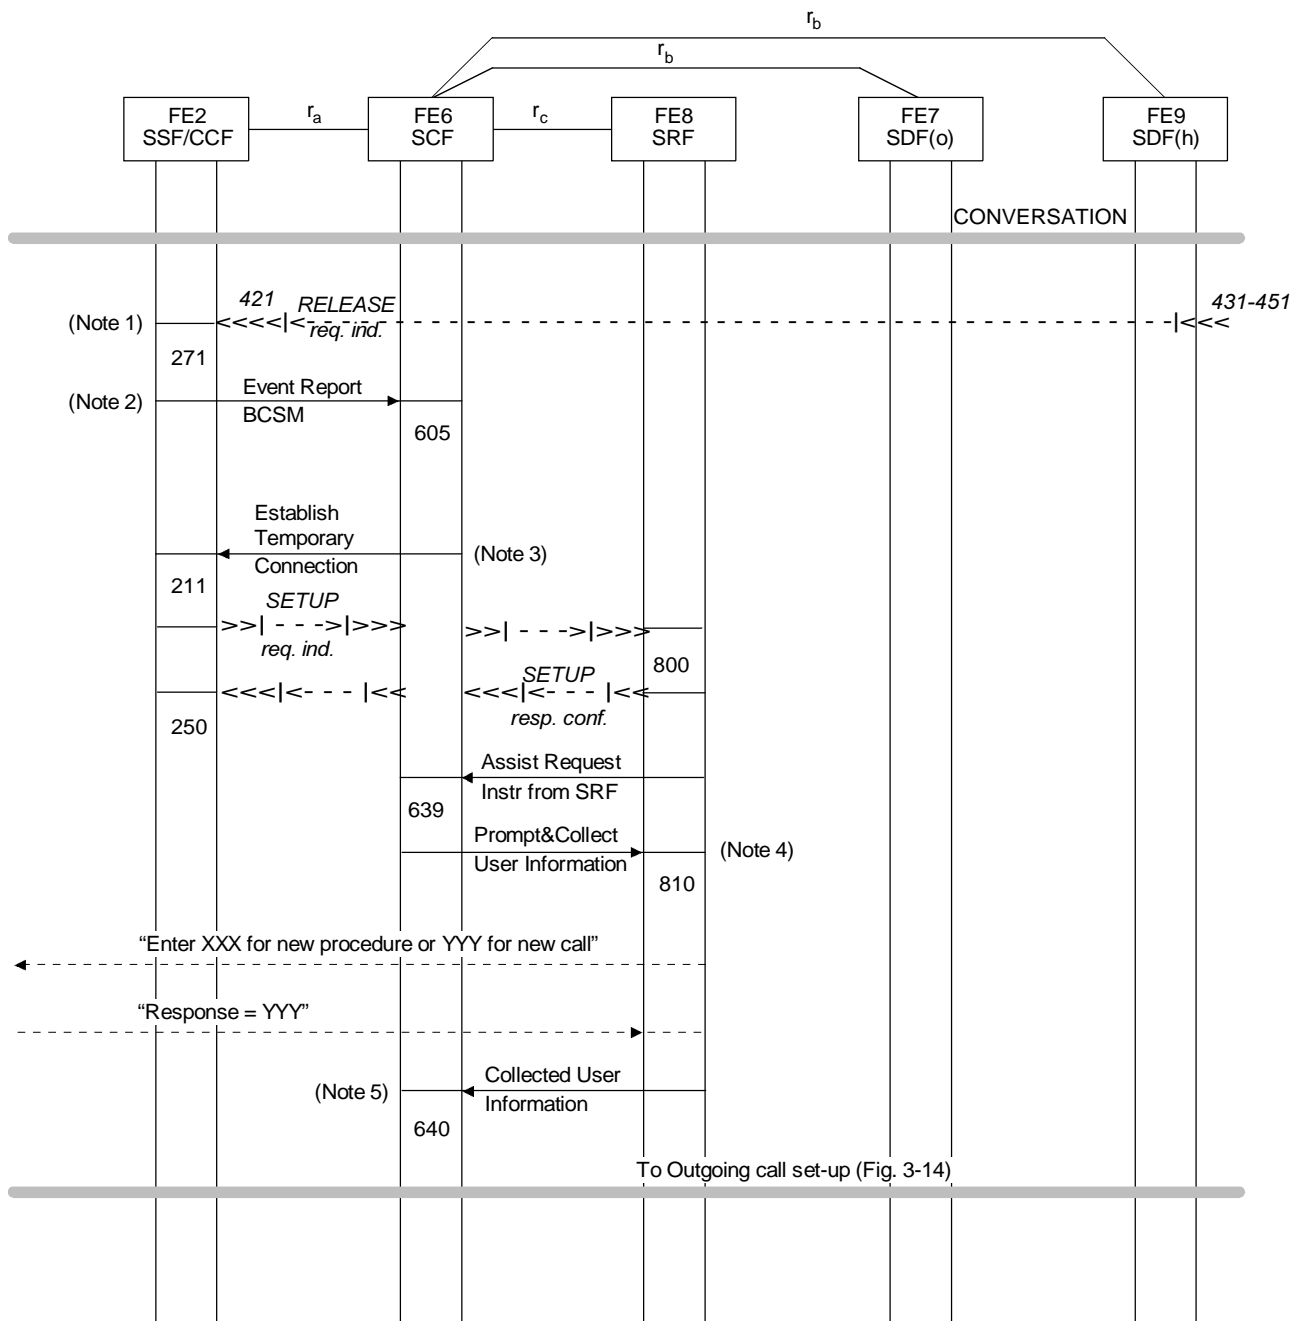 r_b
r_b
FE2
SSF/CCF
r_a
FE6
SCF
r_c
FE8
SRF
FE7
SDF(o)
FE9
SDF(h)
CONVERSATION
421
RELEASE
req. ind.
431-451
(Note 1)
271
(Note 2)
Event Report
BCSM
605
Establish
Temporary
Connection
(Note 3)
211
SETUP
req. ind.
800
SETUP
resp. conf.
250
Assist Request
Instr from SRF
639
Prompt&Collect
User Information
(Note 4)
810
“Enter XXX for new procedure or YYY for new call”
“Response = YYY”
(Note 5)
Collected User
Information
640
To Outgoing call set-up (Fig. 3-14)